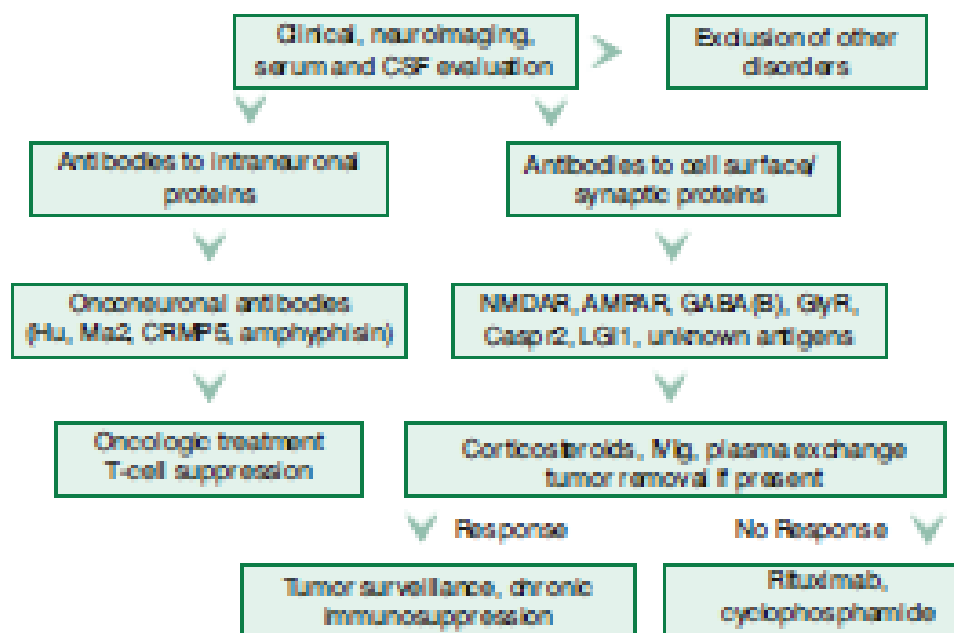 Clinical, neuroimaging,
serum and CSF evaluation
Exclusion of other
disorders
Antibodies to intraneuronal
proteins
Antibodies to cell surface/
synaptic proteins
Onconeuronal antibodies
(Hu, Ma2, CRMP5, amphyphisin)
NMDAR, AMPAR, GABA(B), GlyR,
Caspr2, LGI1, unknown antigens
Oncologic treatment
T-cell suppression
Corticosteroids, MIg, plasma exchange
tumor removal if present
Response
No Response
Tumor surveillance, chronic
immunosuppression
Rituximab,
cyclophosphamide